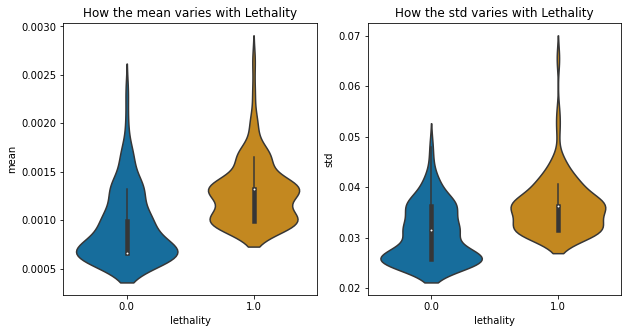 How the mean varies with Lethality
0.0030
0.0025
0.0020
0.0015
0.0010
0.0005
mean
0.0
1.0
lethality
How the std varies with Lethality
0.07
0.06
0.05
0.04
0.03
0.02
std
0.0
1.0
lethality